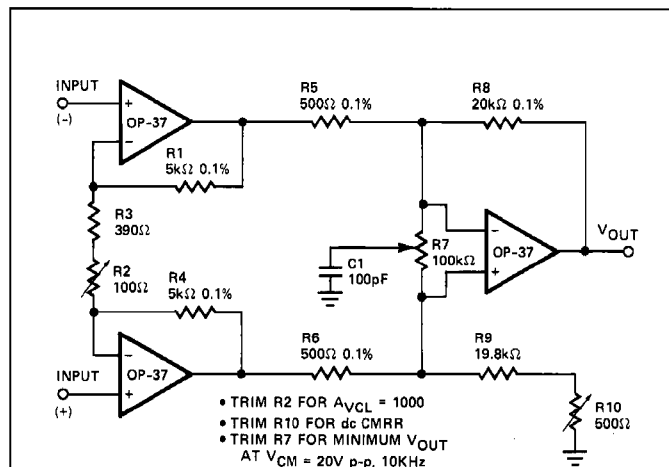 INPUT
(-)
+
OP-37
-
R1
5kΩ 0.1%
R5
500Ω 0.1%
R8
20kΩ 0.1%
R3
390Ω
R2
100Ω
R4
5kΩ 0.1%
C1
100pF
R7
100kΩ
-
OP-37
+
VOUT
-
OP-37
+
INPUT
(+)
R6
500Ω 0.1%
R9
19.8kΩ
R10
500Ω
• TRIM R2 FOR AVCL = 1000
• TRIM R10 FOR dc CMRR
• TRIM R7 FOR MINIMUM VOUT
AT VCM = 20V p-p, 10KHz